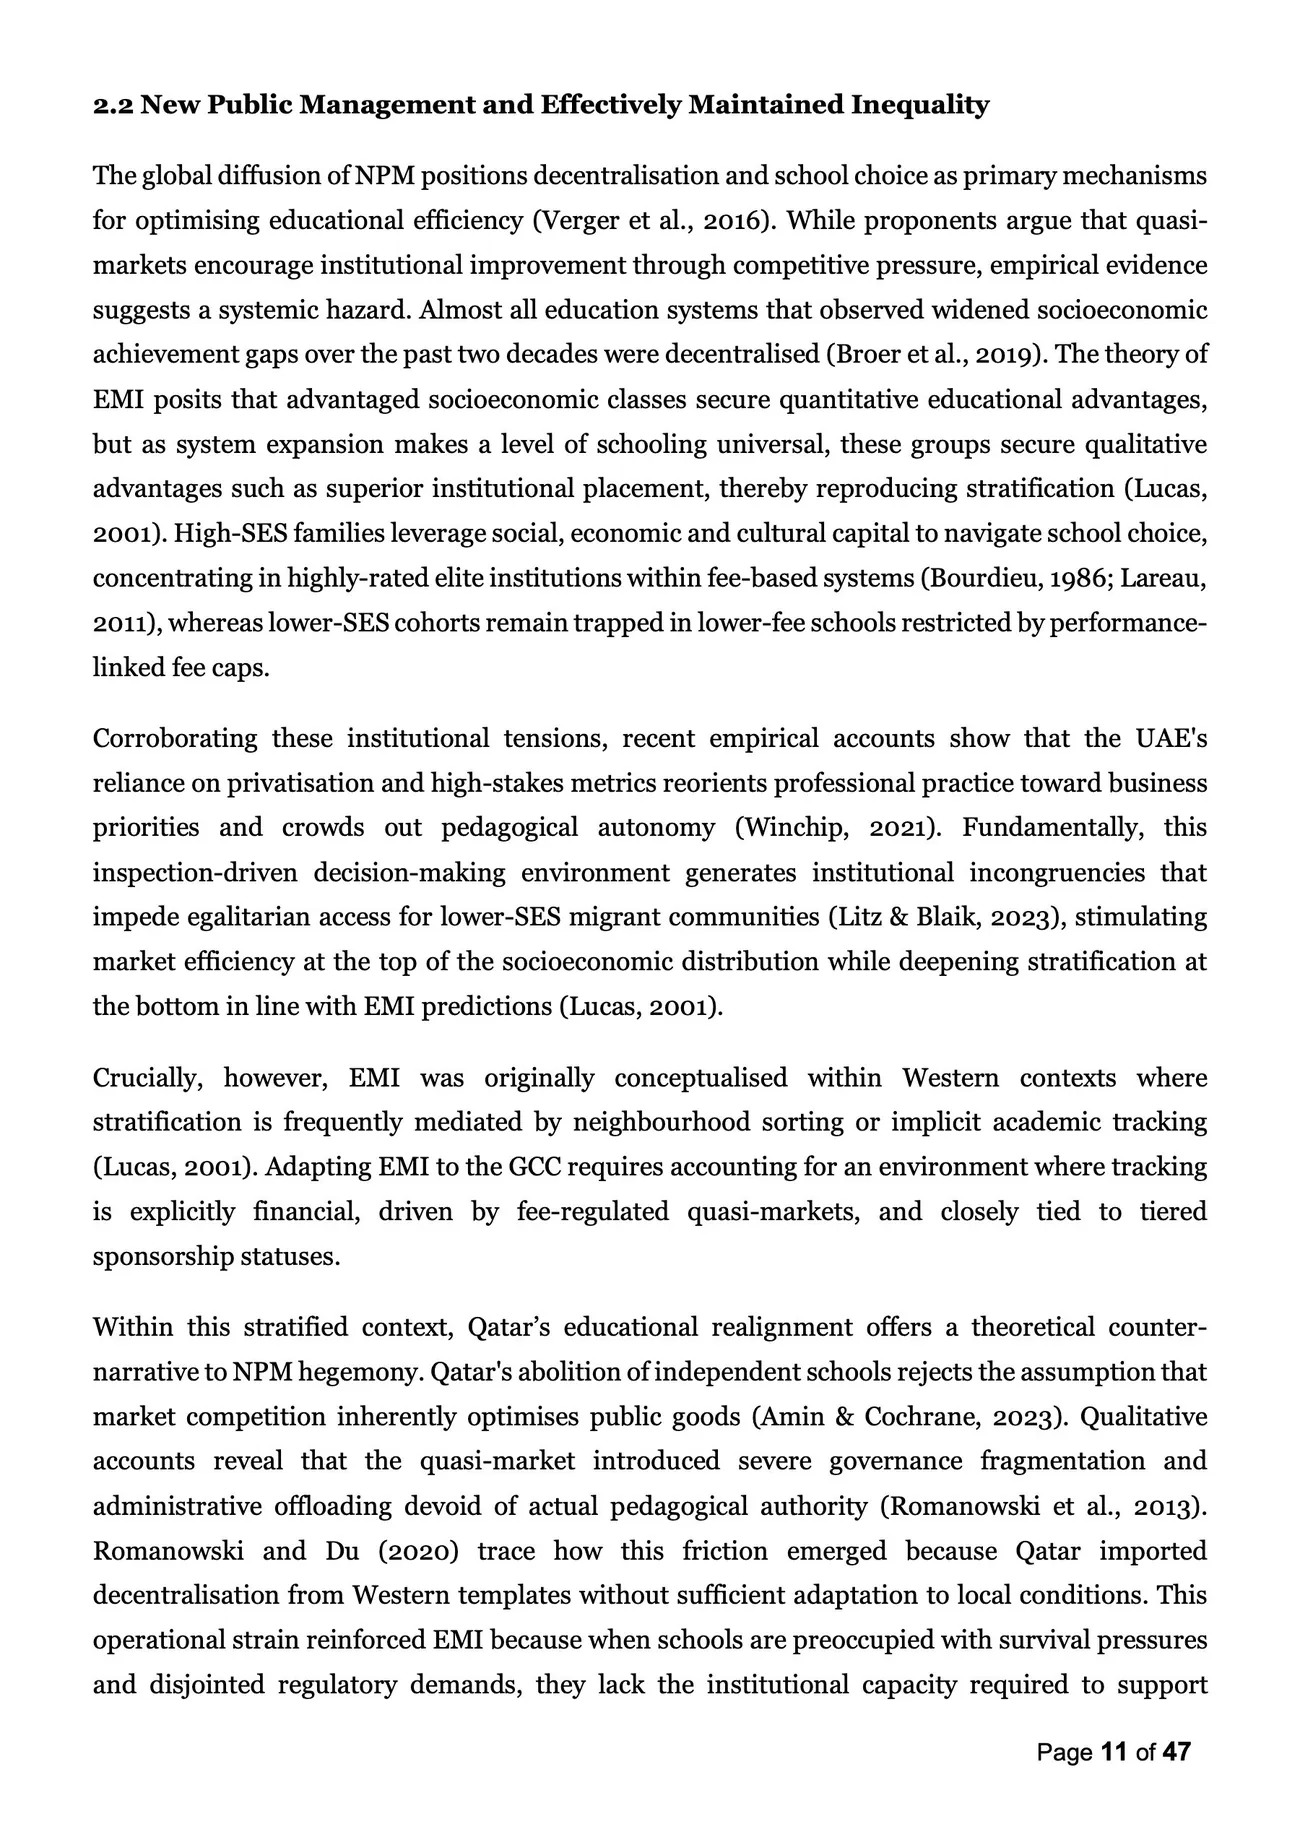 2.2 New Public Management and Effectively Maintained Inequality
The global diffusion of NPM positions decentralisation and school choice as primary mechanisms
for optimising educational efficiency (Verger et al., 2016). While proponents argue that quasi-
markets encourage institutional improvement through competitive pressure, empirical evidence
suggests a systemic hazard. Almost all education systems that observed widened socioeconomic
achievement gaps over the past two decades were decentralised (Broer et al., 2019). The theory of
EMI posits that advantaged socioeconomic classes secure quantitative educational advantages,
but as system expansion makes a level of schooling universal, these groups secure qualitative
advantages such as superior institutional placement, thereby reproducing stratification (Lucas,
2001). High-SES families leverage social, economic and cultural capital to navigate school choice,
concentrating in highly-rated elite institutions within fee-based systems (Bourdieu, 1986; Lareau,
2011), whereas lower-SES cohorts remain trapped in lower-fee schools restricted by performance-
linked fee caps.
Corroborating these institutional tensions, recent empirical accounts show that the UAE's
reliance on privatisation and high-stakes metrics reorients professional practice toward business
priorities and crowds out pedagogical autonomy (Winchip, 2021). Fundamentally, this
inspection-driven decision-making environment generates institutional incongruencies that
impede egalitarian access for lower-SES migrant communities (Litz & Blaik, 2023), stimulating
market efficiency at the top of the socioeconomic distribution while deepening stratification at
the bottom in line with EMI predictions (Lucas, 2001).
Crucially, however, EMI was originally conceptualised within Western contexts where
stratification is frequently mediated by neighbourhood sorting or implicit academic tracking
(Lucas, 2001). Adapting EMI to the GCC requires accounting for an environment where tracking
is explicitly financial, driven by fee-regulated quasi-markets, and closely tied to tiered
sponsorship statuses.
Within this stratified context, Qatar’s educational realignment offers a theoretical counter-
narrative to NPM hegemony. Qatar's abolition of independent schools rejects the assumption that
market competition inherently optimises public goods (Amin & Cochrane, 2023). Qualitative
accounts reveal that the quasi-market introduced severe governance fragmentation and
administrative offloading devoid of actual pedagogical authority (Romanowski et al., 2013).
Romanowski and Du (2020) trace how this friction emerged because Qatar imported
decentralisation from Western templates without sufficient adaptation to local conditions. This
operational strain reinforced EMI because when schools are preoccupied with survival pressures
and disjointed regulatory demands, they lack the institutional capacity required to support
Page 11 of 47